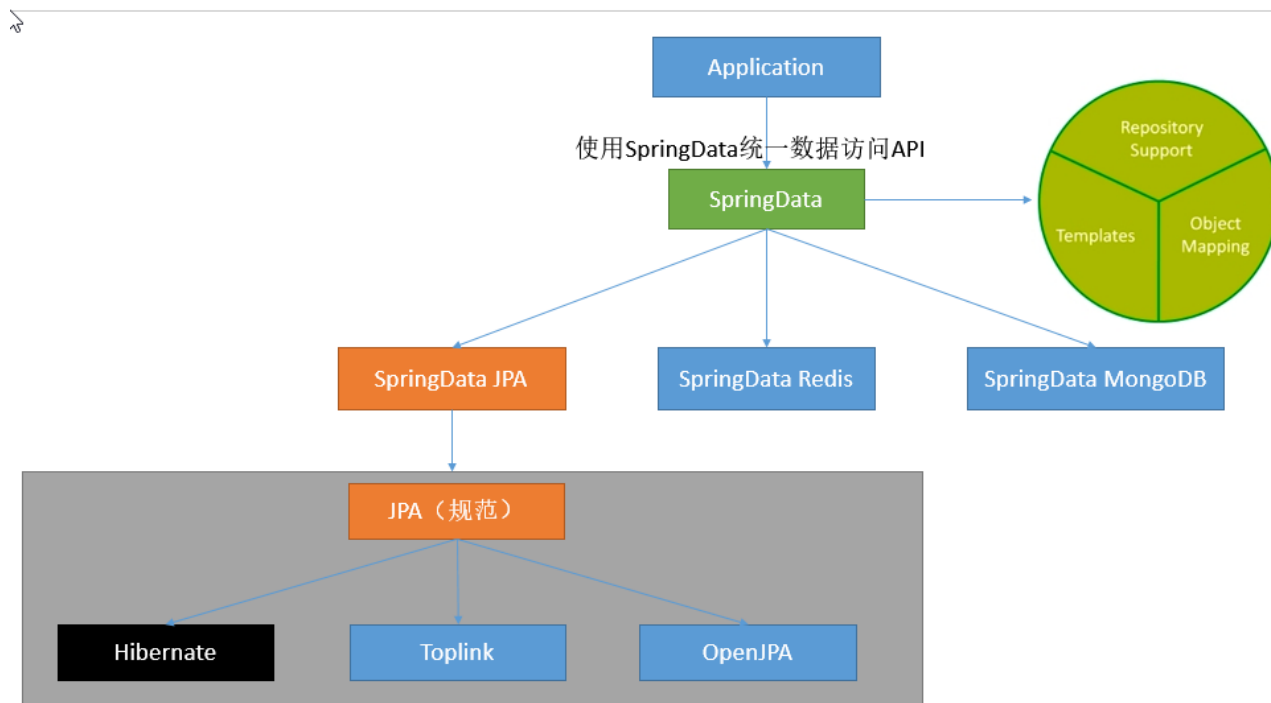 Application
使用SpringData统一数据访问API
Repository
Support
SpringData
Templates
Object
Mapping
SpringData JPA
SpringData Redis
SpringData MongoDB
JPA（规范）
Hibernate
Toplink
OpenJPA